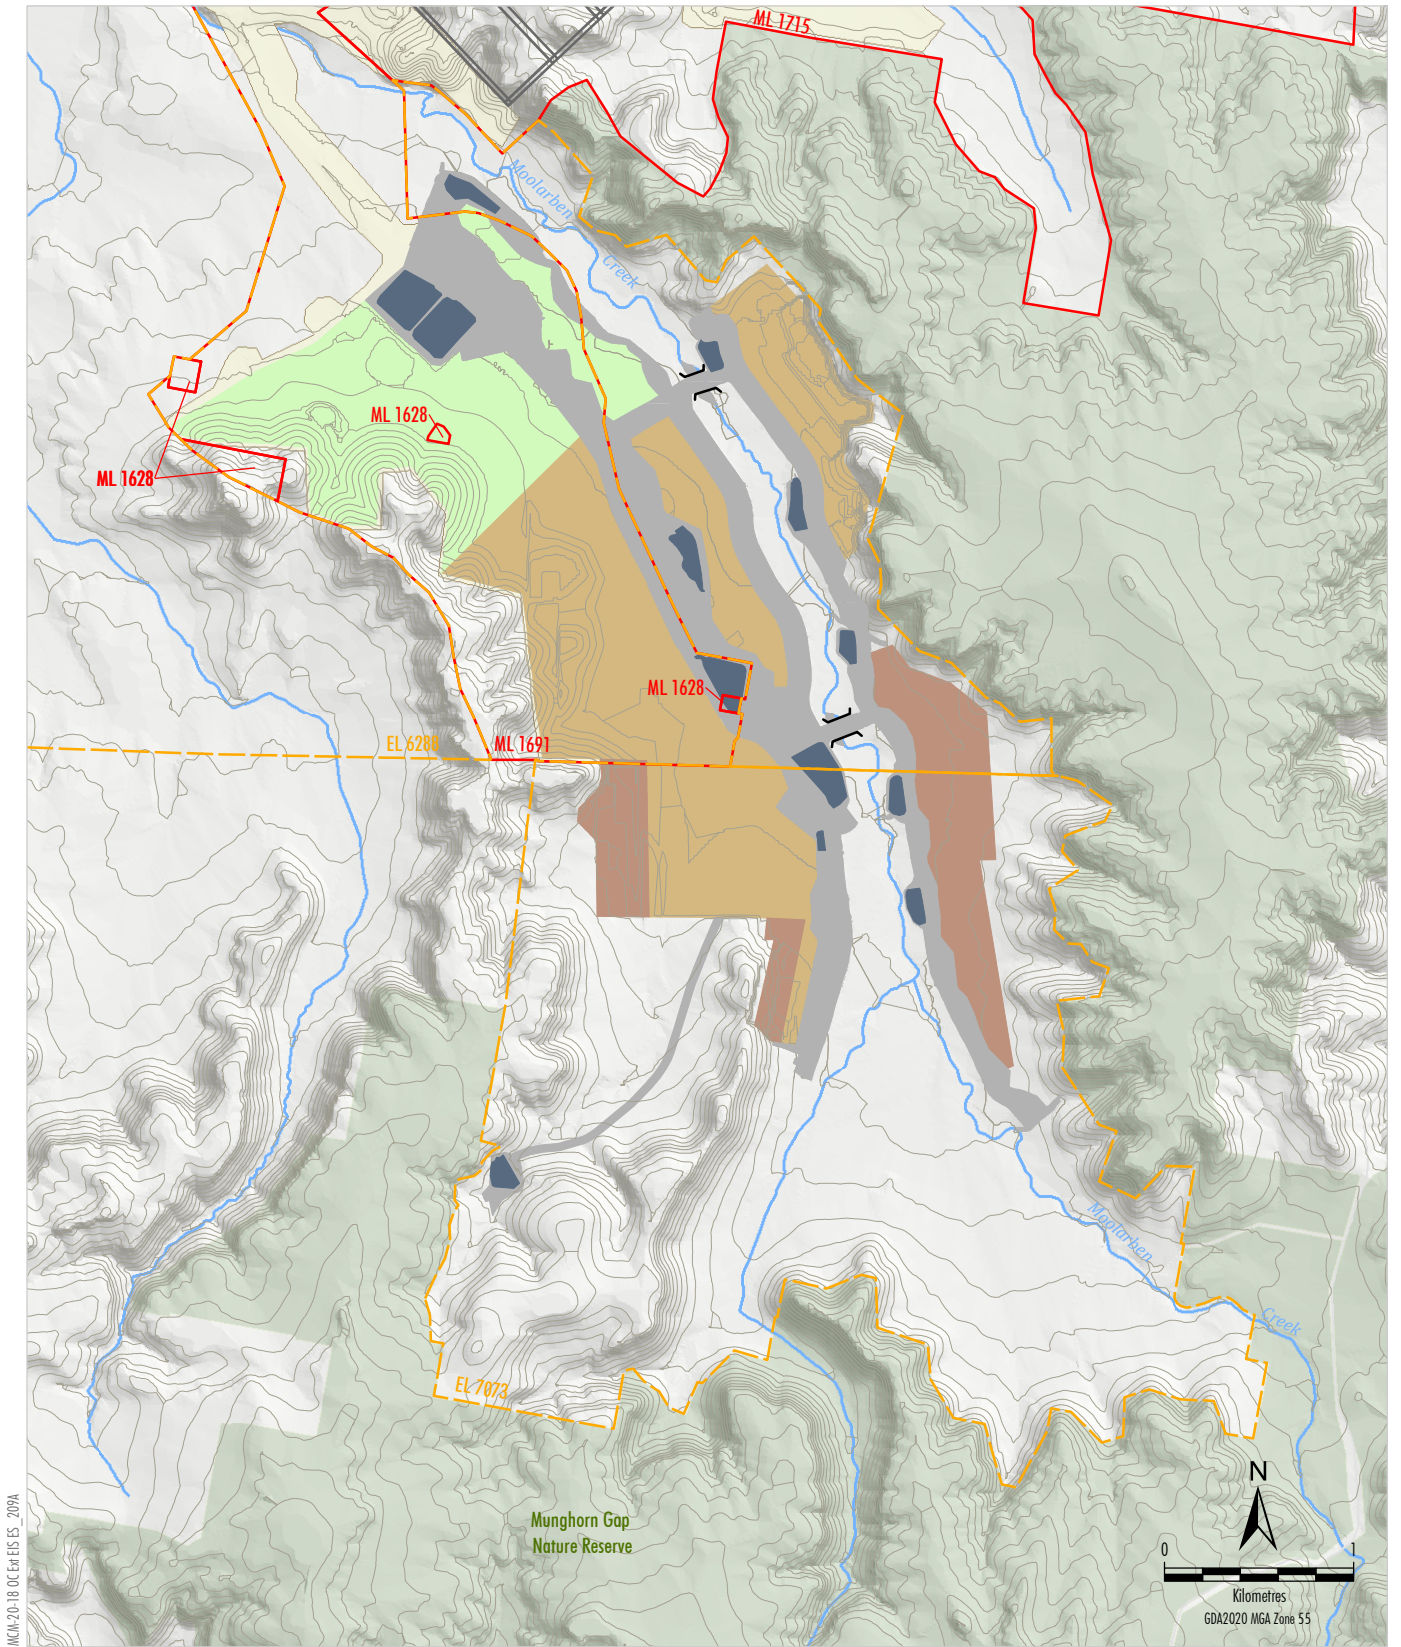 ML 1715
Moolarben
Creek
ML 1628
ML 1628
ML 1628
EL 6288
ML 1691
Moolarben
Creek
EL 7073
Munghorn Gap
Nature Reserve
N
0 1
Kilometres
GDA2020 MGA Zone 55
MCM-20-18 OC Ext EIS ES_209A